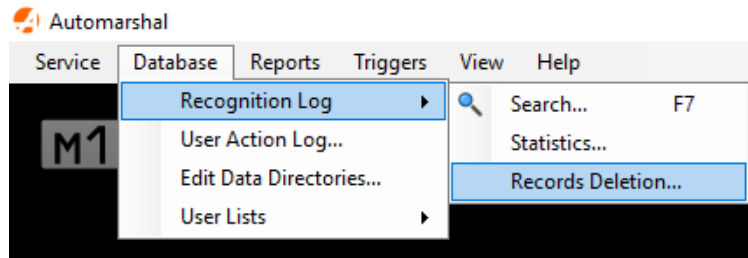 Automarshal
Service Database Reports Triggers View Help
Recognition Log
User Action Log...
Edit Data Directories...
User Lists
Search... F7
Statistics...
Records Deletion...
M1